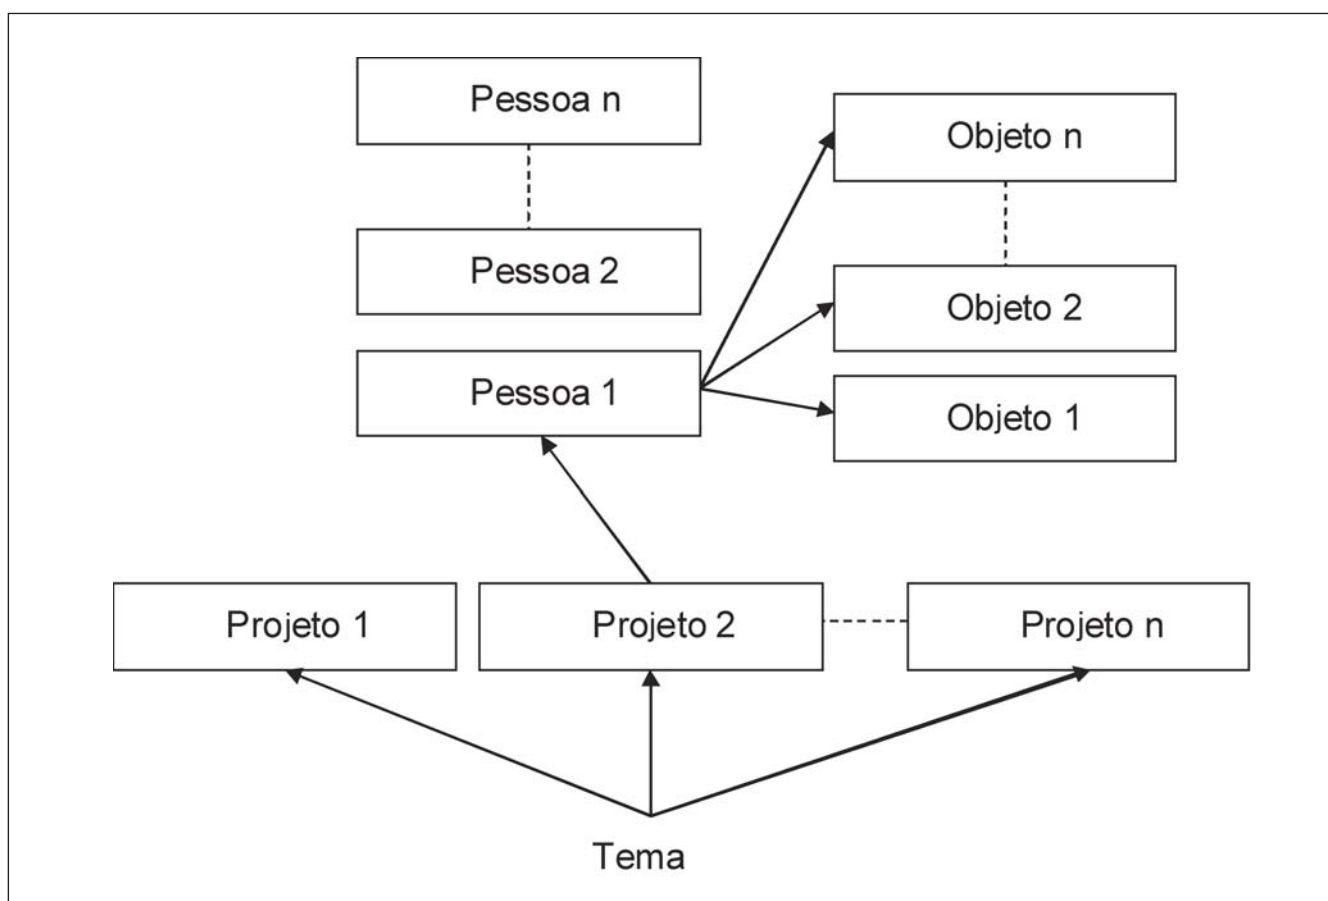 Pessoa n
Objeto n
Pessoa 2
Objeto 2
Pessoa 1
Objeto 1
Projeto 1
Projeto 2
Projeto n
Tema